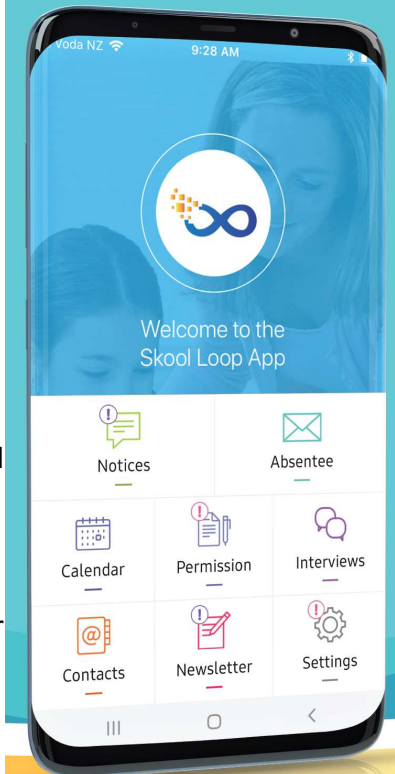 Voda NZ 9:28 AM
Welcome to the
Skool Loop App
Notices
Absentee
Calendar
Permission
Interviews
Contacts
@
Newsletter
Settings